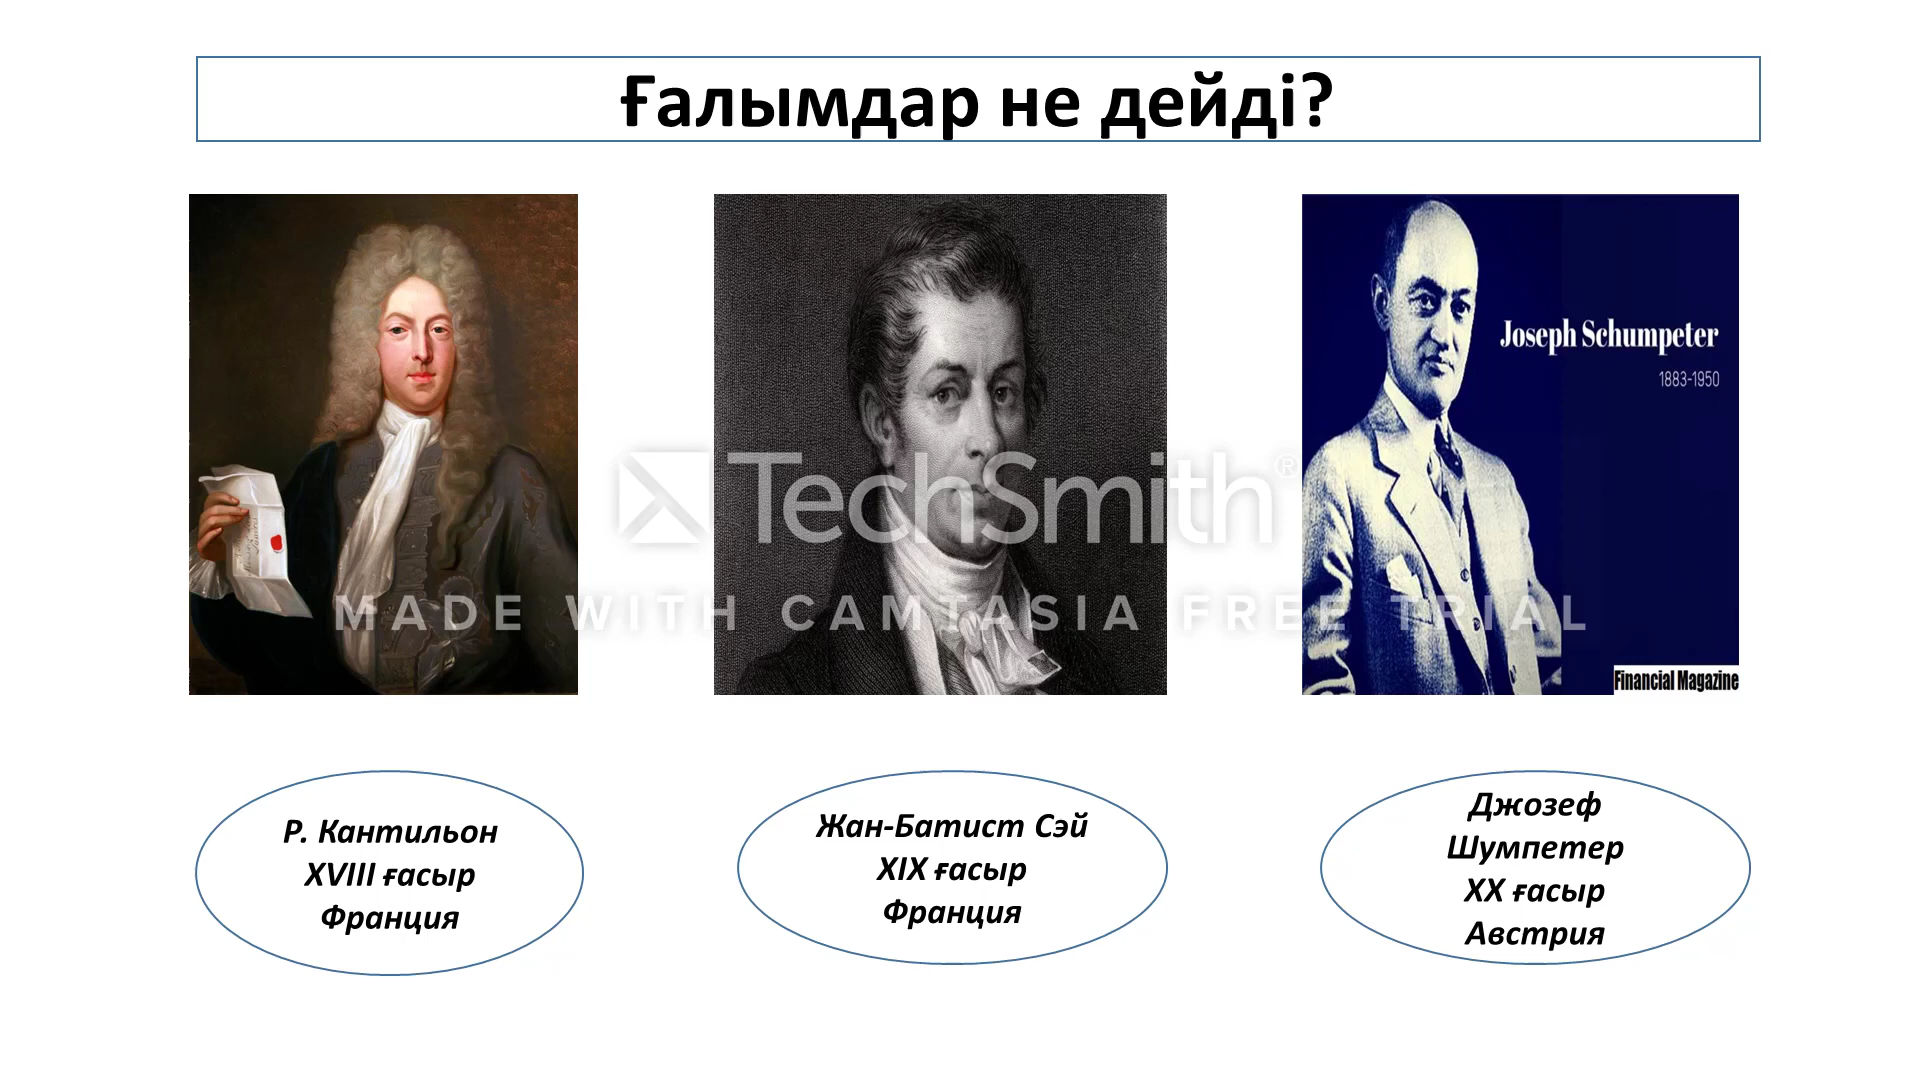 Ғалымдар не дейді?
Joseph Schumpeter
1883-1950
TechSmith®
MADE WITH CAMTASIA FREE TRIAL
Financial Magazine
Р. Кантильон
XVIII ғасыр
Франция
Жан-Батист Сэй
XIX ғасыр
Франция
Джозеф
Шумпетер
XX ғасыр
Австрия